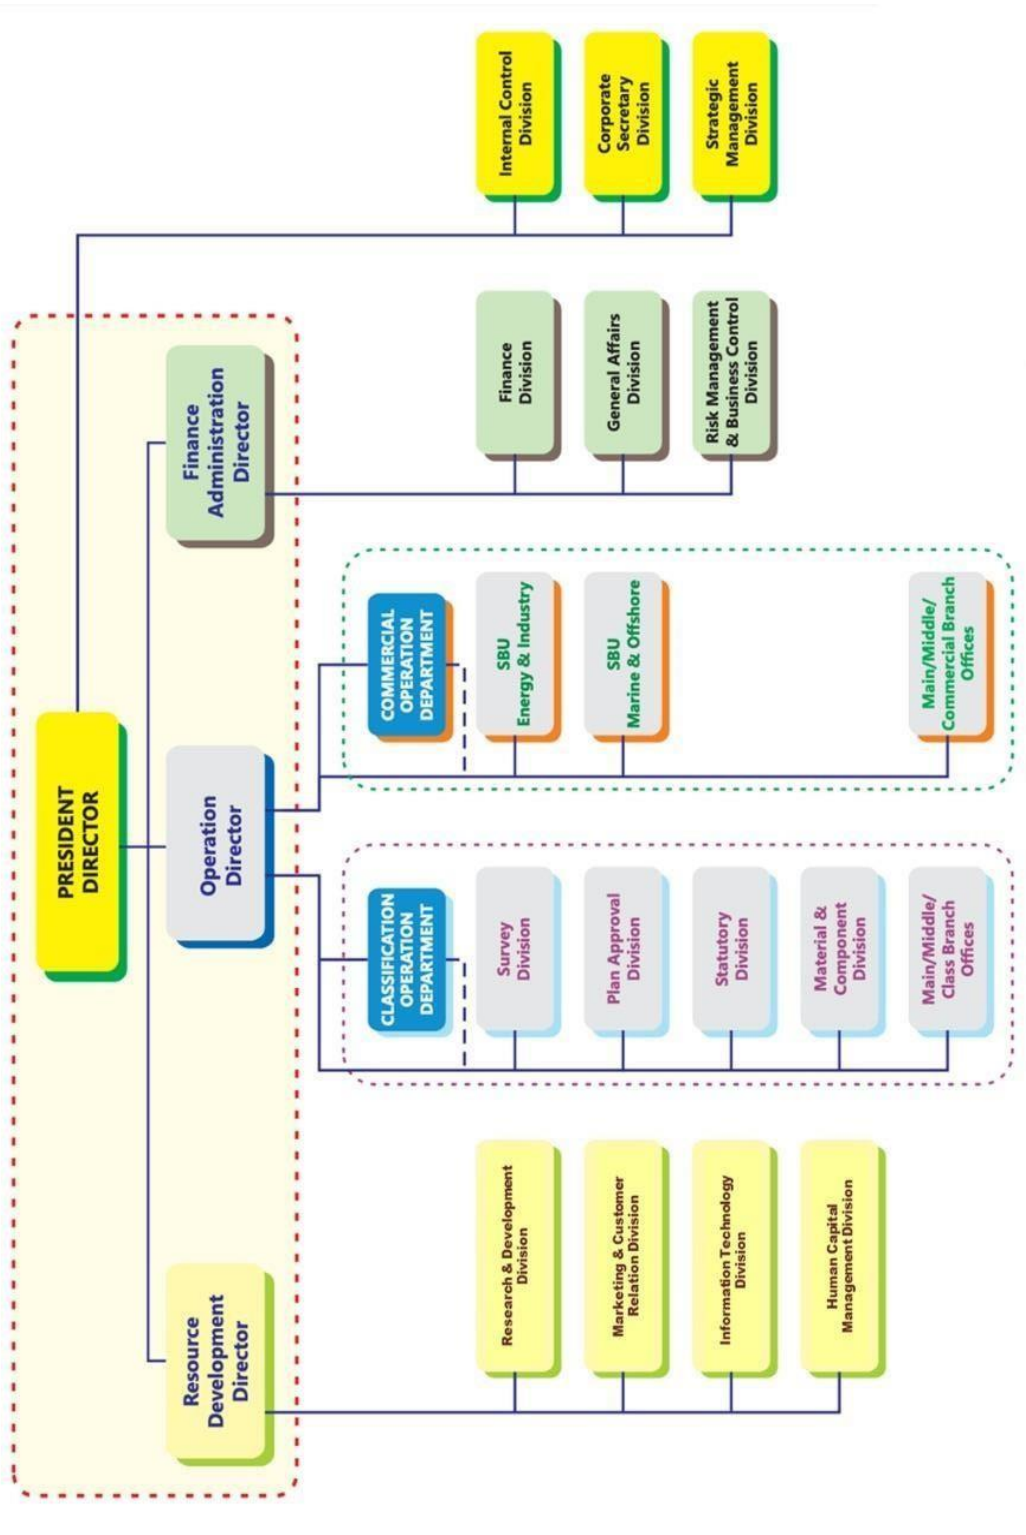 PRESIDENT
DIRECTOR
Resource
Development
Director
Operation
Director
Finance
Administration
Director
CLASSIFICATION
OPERATION
DEPARTMENT
COMMERCIAL
OPERATION
DEPARTMENT
Research & Development
Division
Marketing & Customer
Relation Division
Information Technology
Division
Human Capital
Management Division
Survey
Division
Plan Approval
Division
Statutory
Division
Material &
Component
Division
Main/Middle/
Class Branch
Offices
SBU
Energy & Industry
SBU
Marine & Offshore
Main/Middle/
Commercial Branch
Offices
Finance
Division
General Affairs
Division
Risk Management
& Business Control
Division
Internal Control
Division
Corporate
Secretary
Division
Strategic
Management
Division